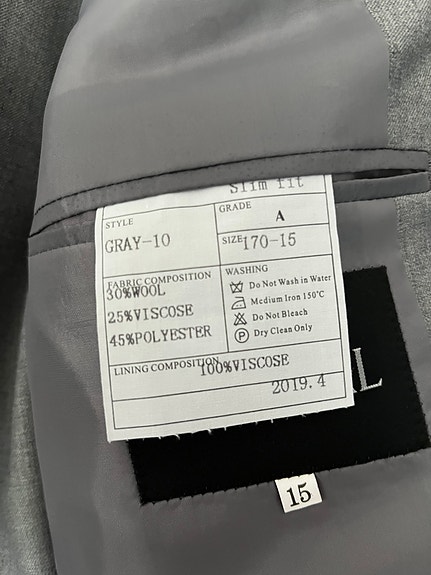 Slim fit
STYLE
GRADE
A
GRAY-10
SIZE 170-15
FABRIC COMPOSITION
30%WOOL
25%VISCOSE
45%POLYESTER
WASHING
Do Not Wash in Water
Medium Iron 150°C
Do Not Bleach
P Dry Clean Only
LINING COMPOSITION
100%VISCOSE
2019.4
15